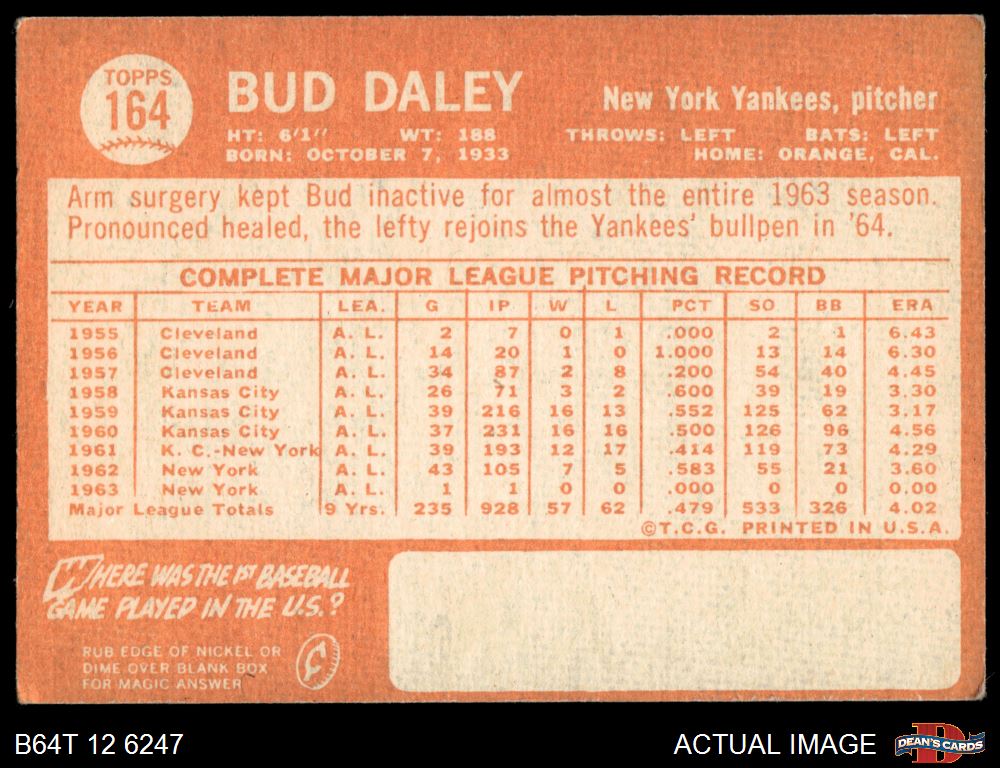 TOPPS
164
BUD DALEY
New York Yankees, pitcher
HT: 6'1" WT: 188 THROWS: LEFT BATS: LEFT
BORN: OCTOBER 7, 1933 HOME: ORANGE, CAL.
Arm surgery kept Bud inactive for almost the entire 1963 season.
Pronounced healed, the lefty rejoins the Yankees' bullpen in '64.
COMPLETE MAJOR LEAGUE PITCHING RECORD
YEAR TEAM LEA. G IP W L PCT SO BB ERA
1955 Cleveland A. L. 2 7 0 1 .000 2 1 6.43
1956 Cleveland A. L. 14 20 1 0 1.000 13 14 6.30
1957 Cleveland A. L. 34 87 2 8 .200 54 40 4.45
1958 Kansas City A. L. 26 71 3 2 .600 39 19 3.30
1959 Kansas City A. L. 39 216 16 13 .552 125 62 3.17
1960 Kansas City A. L. 37 231 16 16 .500 126 96 4.56
1961 K. C.-New York A. L. 39 193 12 17 .414 119 73 4.29
1962 New York A. L. 43 105 7 5 .583 55 21 3.60
1963 New York A. L. 1 1 0 0 .000 0 0 0.00
Major League Totals 9 Yrs. 235 928 57 62 .479 533 326 4.02
©T.C.G. PRINTED IN U.S.A.
WHERE WAS THE 1ST BASEBALL
GAME PLAYED IN THE U.S.?
RUB EDGE OF NICKEL OR
DIME OVER BLANK BOX
FOR MAGIC ANSWER
B64T 12 6247
ACTUAL IMAGE
DEAN'S CARDS